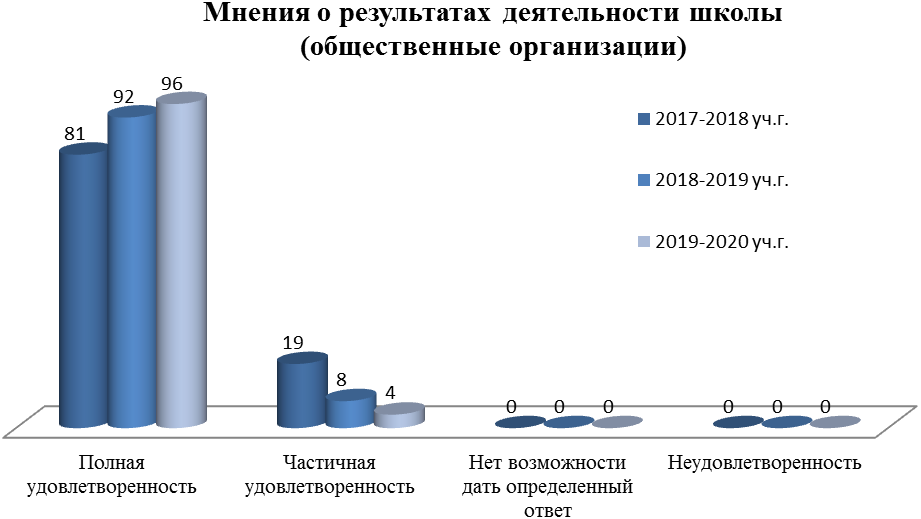 Мнения о результатах деятельности школы
(общественные организации)
81
92
96
19
8
4
0
0
0
0
0
0
2017-2018 уч.г.
2018-2019 уч.г.
2019-2020 уч.г.
Полная
удовлетворенность
Частичная
удовлетворенность
Нет возможности
дать определенный
ответ
Неудовлетворенность